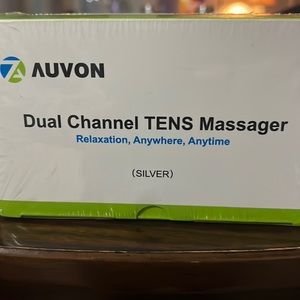 AUVON
Dual Channel TENS Massager
Relaxation, Anywhere, Anytime
（SILVER）